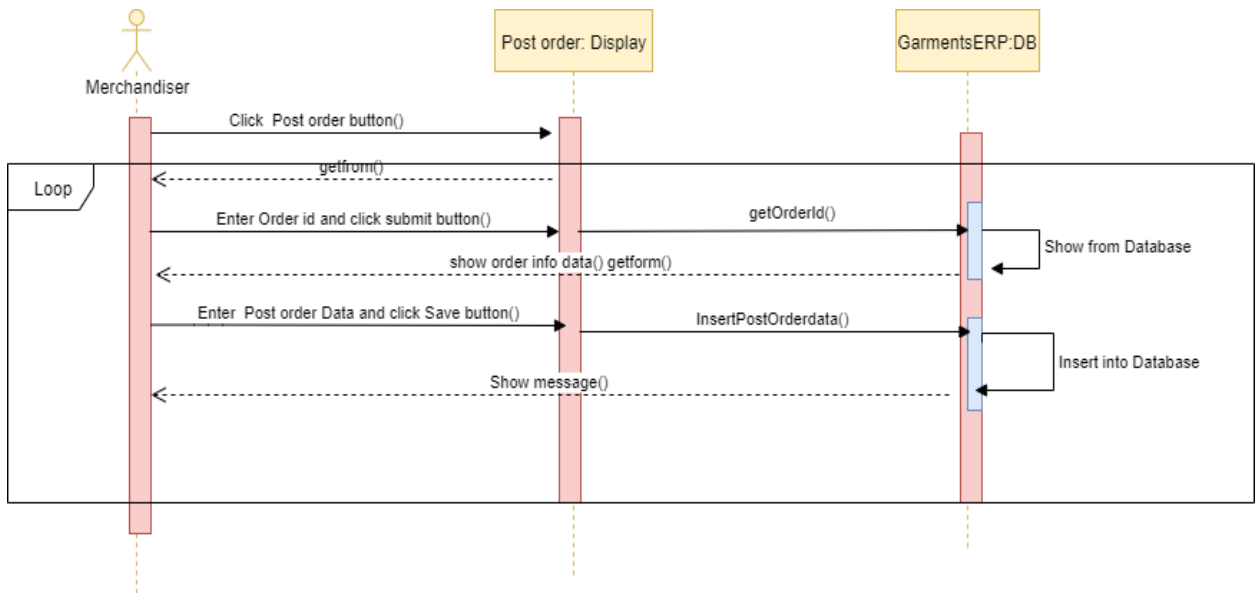 Post order: Display
GarmentsERP:DB
Merchandiser
Click Post order button()
getfrom()
Loop
Enter Order id and click submit button()
getOrderId()
Show from Database
show order info data() getform()
Enter Post order Data and click Save button()
InsertPostOrderdata()
Insert into Database
Show message()